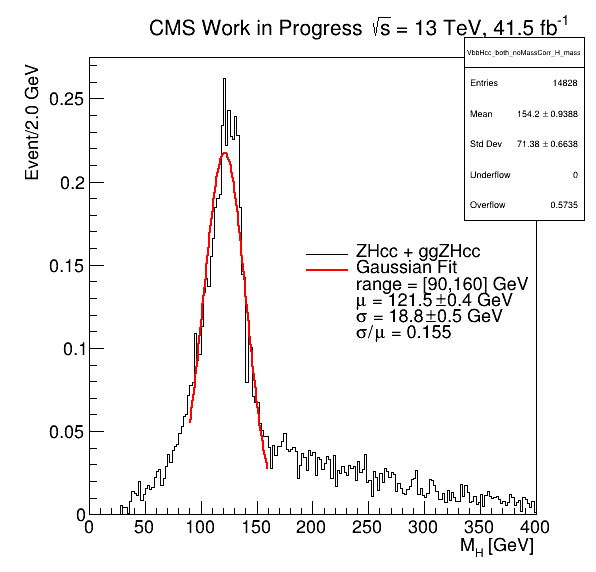 CMS Work in Progress √s = 13 TeV, 41.5 fb⁻¹
VbbHcc_both_noMassCorr_H_mass
Entries 14828
Mean 154.2 ± 0.9388
Std Dev 71.38 ± 0.6638
Underflow 0
Overflow 0.5735
Event/2.0 GeV
0.25
0.2
0.15
0.1
0.05
0
ZHcc + ggZHcc
Gaussian Fit
range = [90,160] GeV
μ = 121.5±0.4 GeV
σ = 18.8±0.5 GeV
σ/μ = 0.155
0 50 100 150 200 250 300 350 400
M_H [GeV]